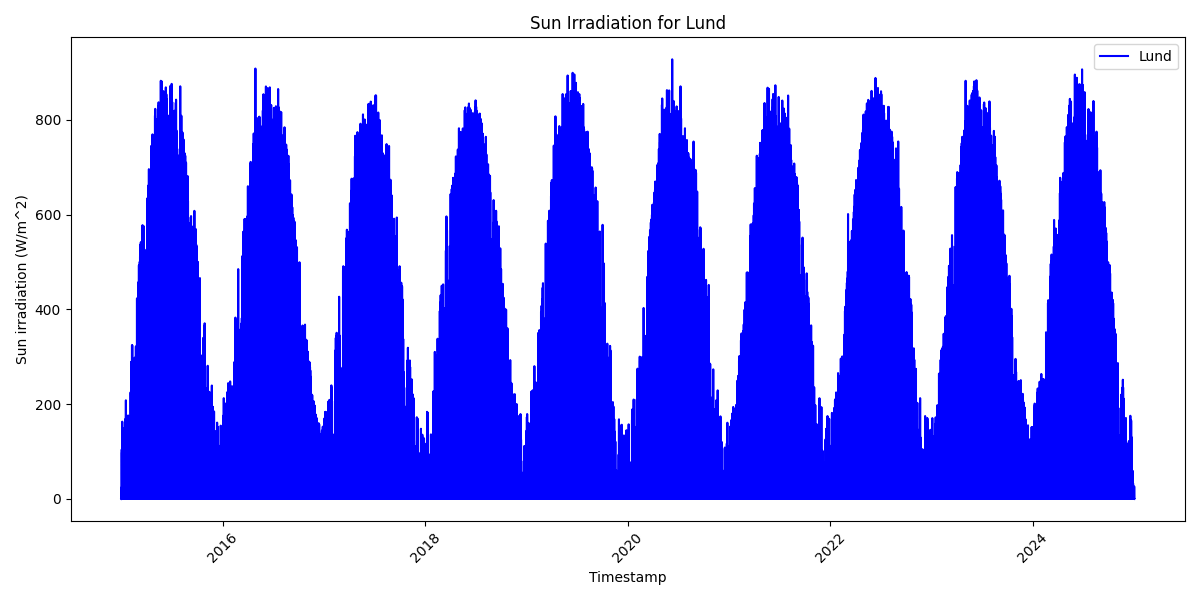 Sun Irradiation for Lund
Lund
Sun irradiation (W/m^2)
800
600
400
200
0
2016
2018
2020
2022
2024
Timestamp